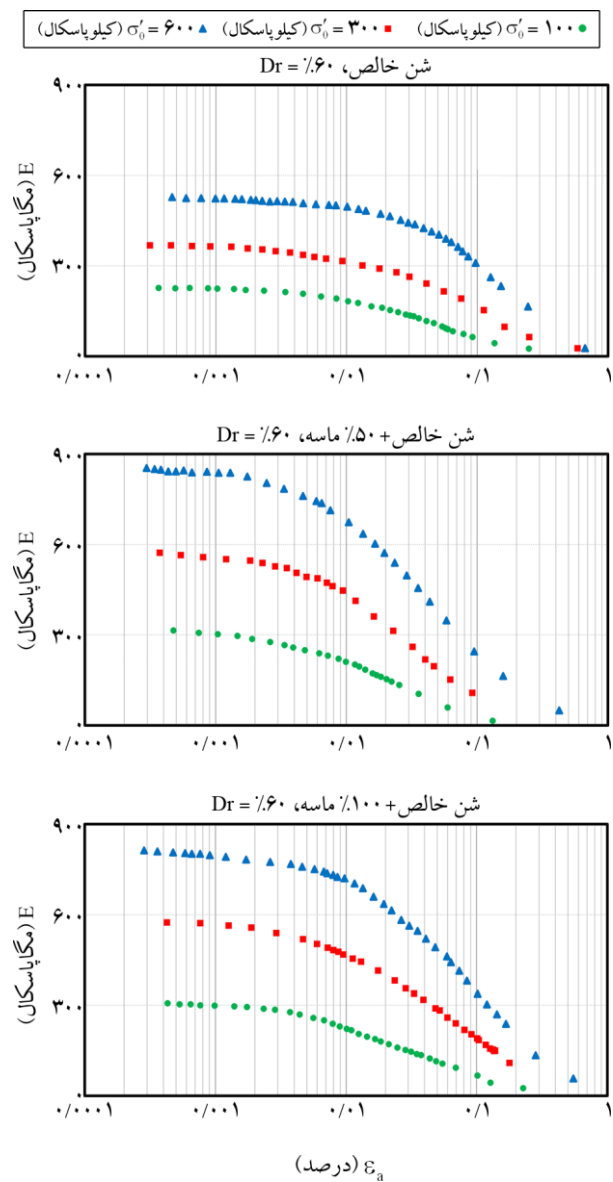 σ′₀ = ۱۰۰ (کیلوپاسکال) σ′₀ = ۳۰۰ (کیلوپاسکال) σ′₀ = ۶۰۰ (کیلوپاسکال)
شن خالص، Dr = ٪۶۰
۹۰۰
۶۰۰
۳۰۰
۰
E (مگاپاسکال)
۰/۰۰۰۱ ۰/۰۰۱ ۰/۰۱ ۰/۱ ۱
شن خالص+ ۵۰٪ ماسه، Dr = ٪۶۰
۹۰۰
۶۰۰
۳۰۰
۰
E (مگاپاسکال)
۰/۰۰۰۱ ۰/۰۰۱ ۰/۰۱ ۰/۱ ۱
شن خالص+ ۱۰۰٪ ماسه، Dr = ٪۶۰
۹۰۰
۶۰۰
۳۰۰
۰
E (مگاپاسکال)
۰/۰۰۰۱ ۰/۰۰۱ ۰/۰۱ ۰/۱ ۱
εₐ (درصد)